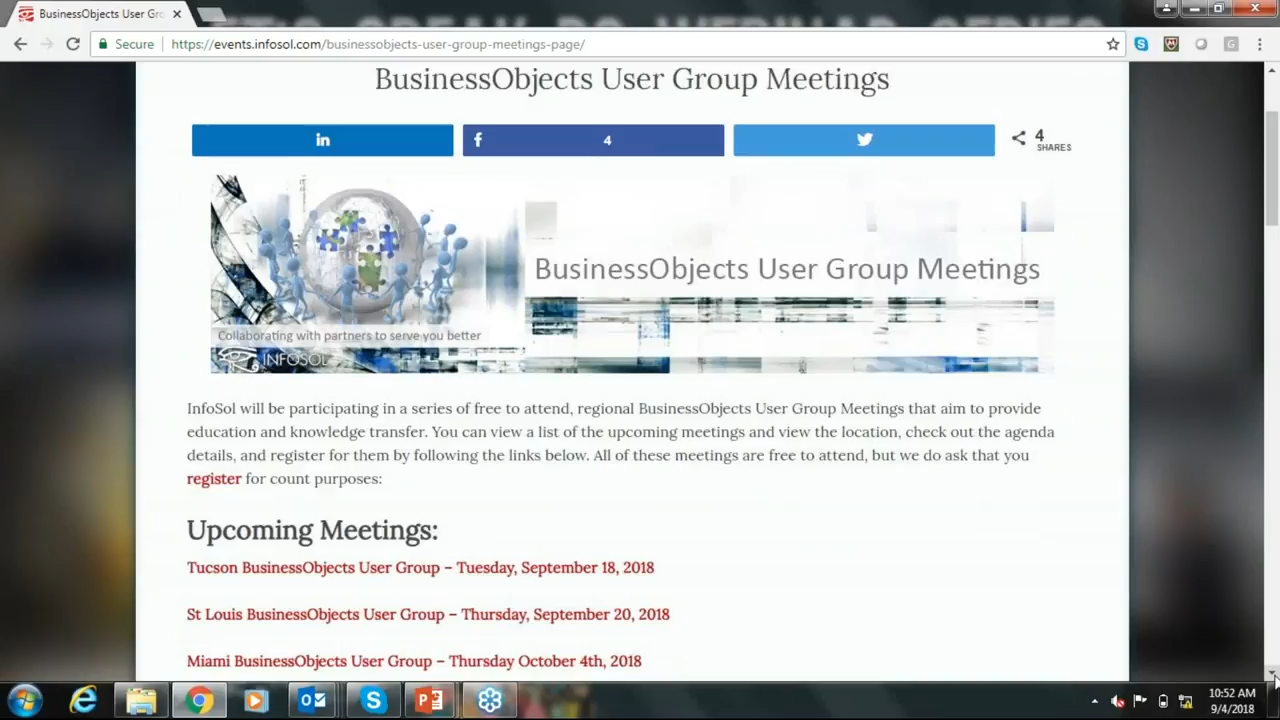 BusinessObjects User Gro
Secure
https://events.infosol.com/businessobjects-user-group-meetings-page/
BusinessObjects User Group Meetings
in
f 4
4
SHARES
BusinessObjects User Group Meetings
Collaborating with partners to serve you better
INFOSOL
InfoSol will be participating in a series of free to attend, regional BusinessObjects User Group Meetings that aim to provide
education and knowledge transfer. You can view a list of the upcoming meetings and view the location, check out the agenda
details, and register for them by following the links below. All of these meetings are free to attend, but we do ask that you
register for count purposes:
Upcoming Meetings:
Tucson BusinessObjects User Group – Tuesday, September 18, 2018
St Louis BusinessObjects User Group – Thursday, September 20, 2018
Miami BusinessObjects User Group – Thursday October 4th, 2018
10:52 AM
9/4/2018